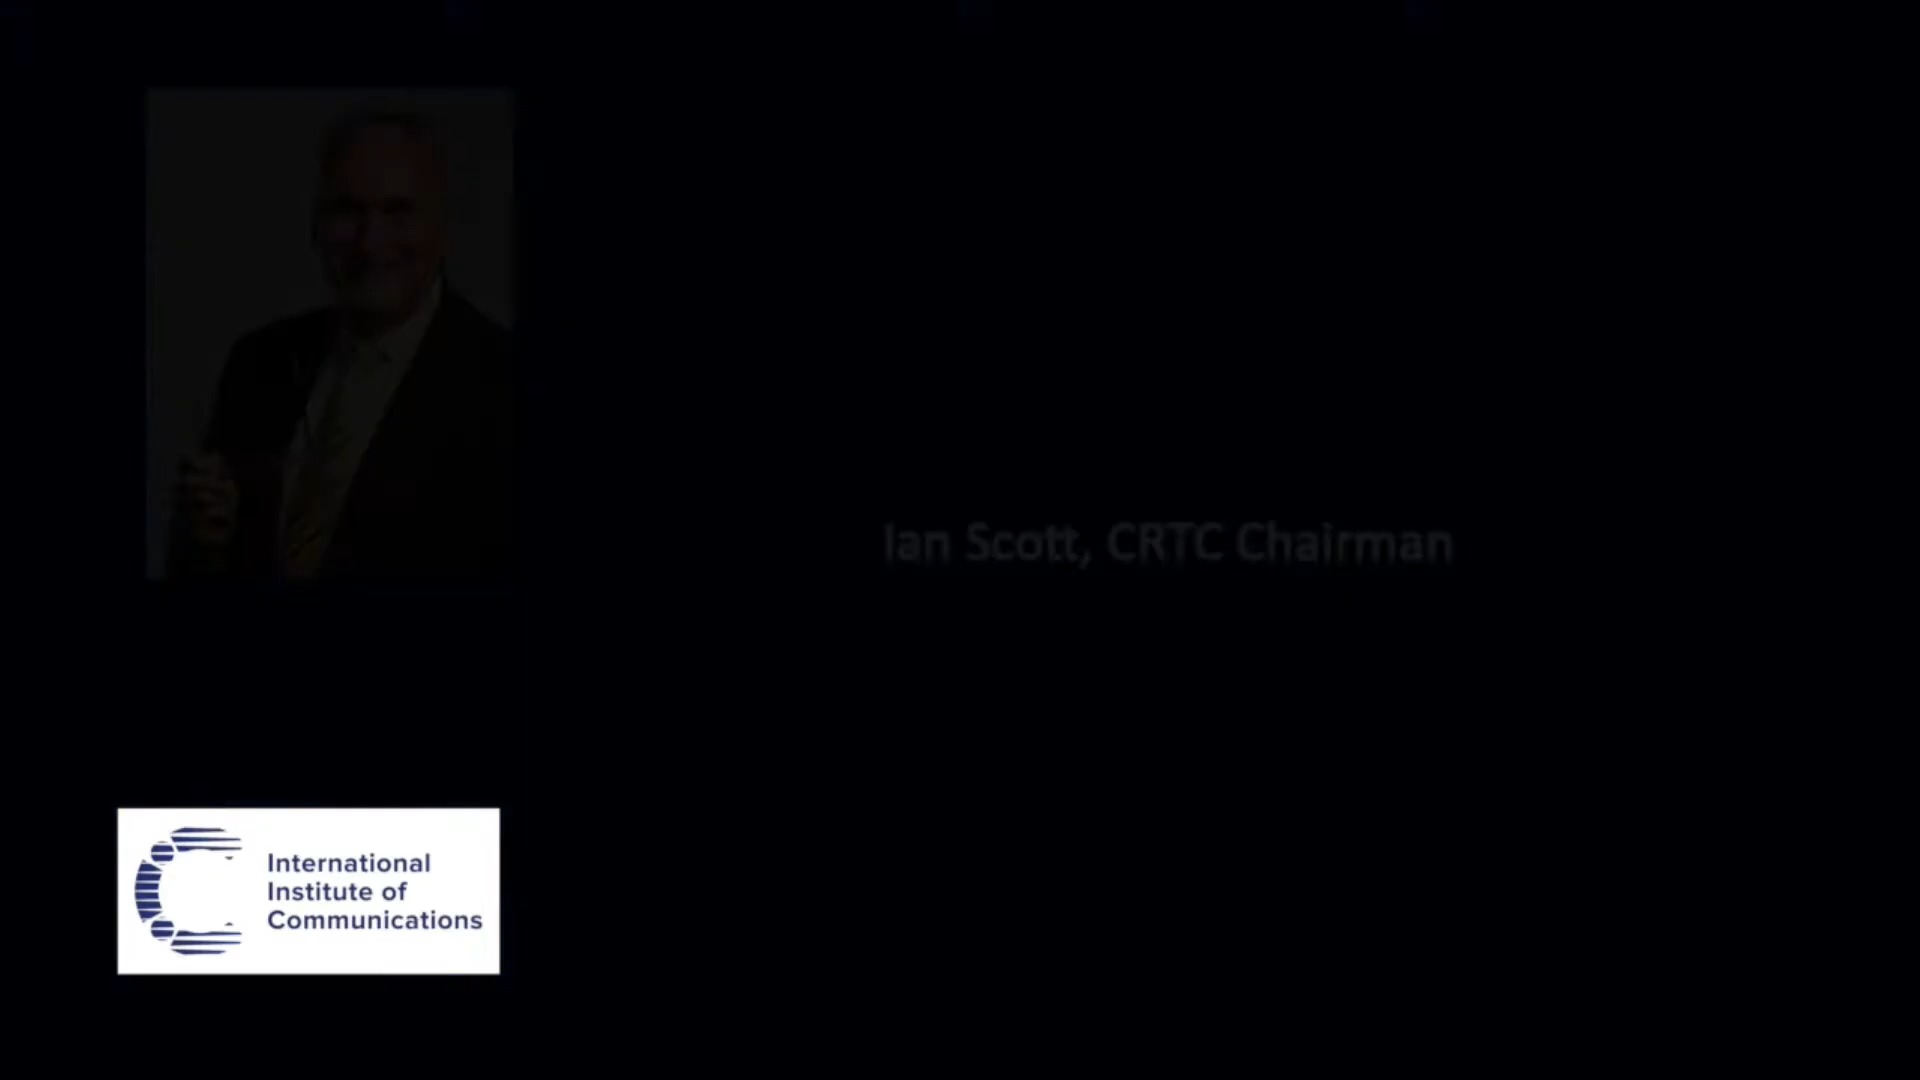 Ian Scott, CRTC Chairman
International
Institute of
Communications